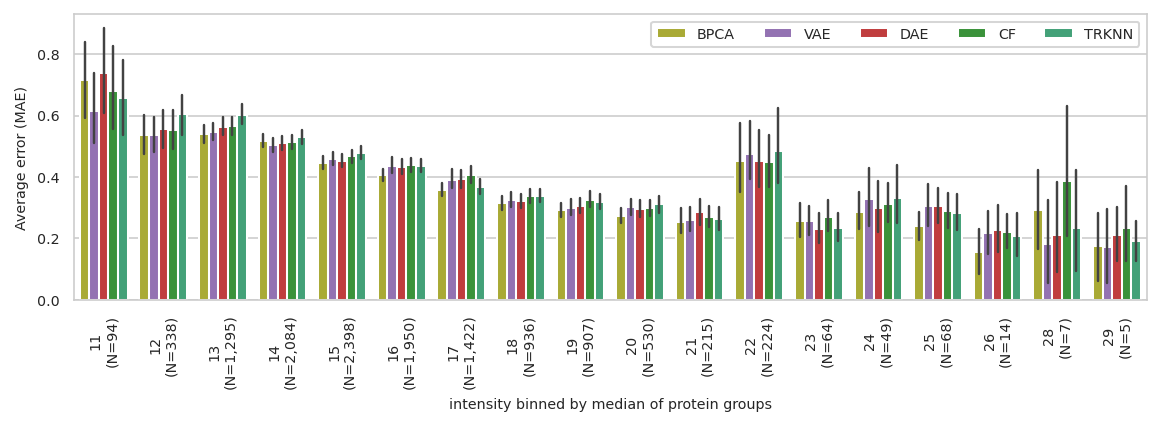 BPCA VAE DAE CF TRKNN
Average error (MAE)
0.8
0.6
0.4
0.2
0.0
11
(N=94)
12
(N=338)
13
(N=1,295)
14
(N=2,084)
15
(N=2,398)
16
(N=1,950)
17
(N=1,422)
18
(N=936)
19
(N=907)
20
(N=530)
21
(N=215)
22
(N=224)
23
(N=64)
24
(N=49)
25
(N=68)
26
(N=14)
28
(N=7)
29
(N=5)
intensity binned by median of protein groups